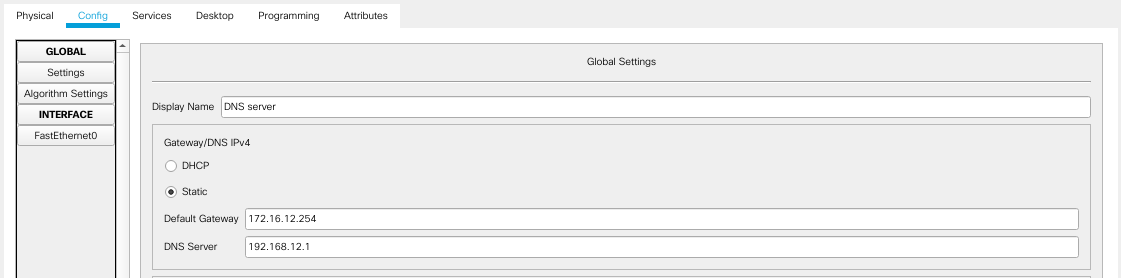 Physical Config Services Desktop Programming Attributes
GLOBAL
Settings
Algorithm Settings
INTERFACE
FastEthernet0
Global Settings
Display Name DNS server
Gateway/DNS IPv4
DHCP
Static
Default Gateway 172.16.12.254
DNS Server 192.168.12.1